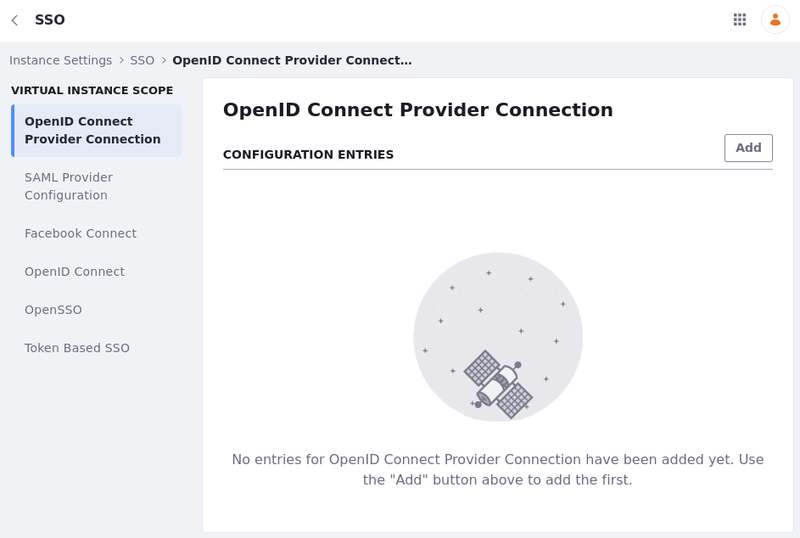 SSO
Instance Settings > SSO > OpenID Connect Provider Connect...
VIRTUAL INSTANCE SCOPE
OpenID Connect
Provider Connection
SAML Provider
Configuration
Facebook Connect
OpenID Connect
OpenSSO
Token Based SSO
OpenID Connect Provider Connection
CONFIGURATION ENTRIES
Add
No entries for OpenID Connect Provider Connection have been added yet. Use
the "Add" button above to add the first.